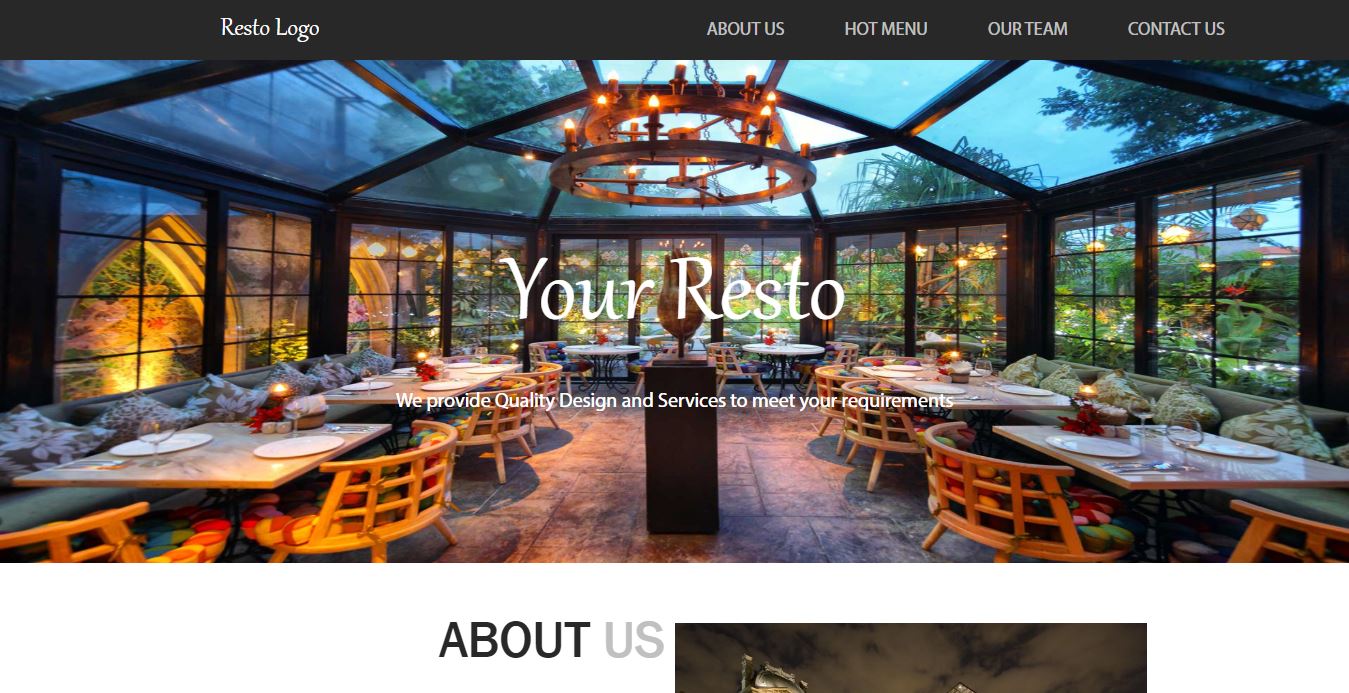 Resto Logo
ABOUT US
HOT MENU
OUR TEAM
CONTACT US
Your Resto
We provide Quality Design and Services to meet your requirements
ABOUT US